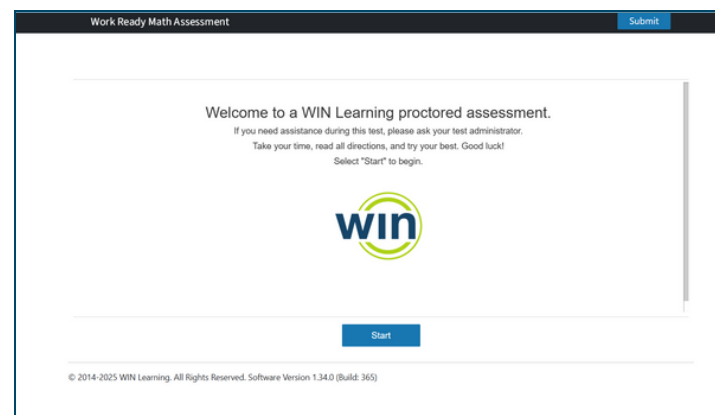 Work Ready Math Assessment
Submit
Welcome to a WIN Learning proctored assessment.
If you need assistance during this test, please ask your test administrator.
Take your time, read all directions, and try your best. Good luck!
Select "Start" to begin.
win
Start
© 2014-2025 WIN Learning. All Rights Reserved. Software Version 1.34.0 (Build: 365)